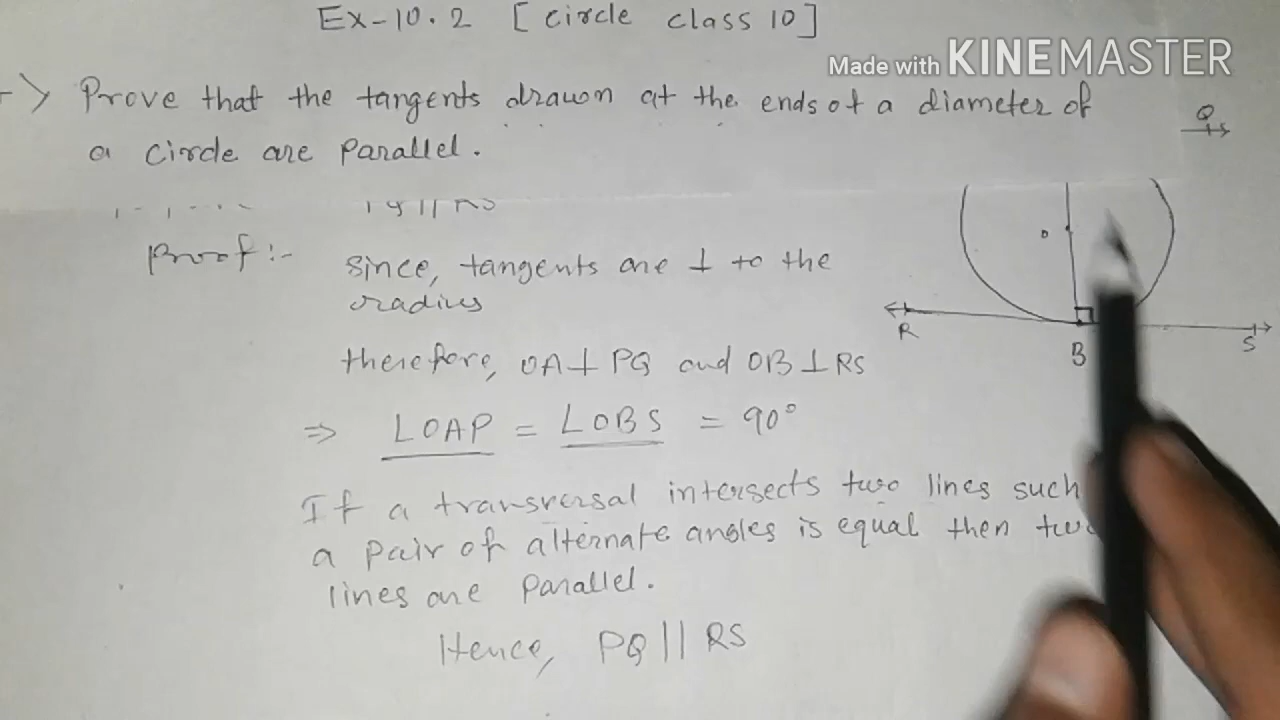 Ex-10.2 [circle class 10]
Made with KINEMASTER
Prove that the tangents drawn at the ends of a diameter of
a circle are parallel.
Q
Proof:-
since, tangents are ⊥ to the
radius
therefore, OA⊥PQ and OB⊥RS
⇒ ∠OAP = ∠OBS = 90°
If a transversal intersects two lines such
a pair of alternate angles is equal then two
lines are parallel.
Hence, PQ||RS
O
R
B
S